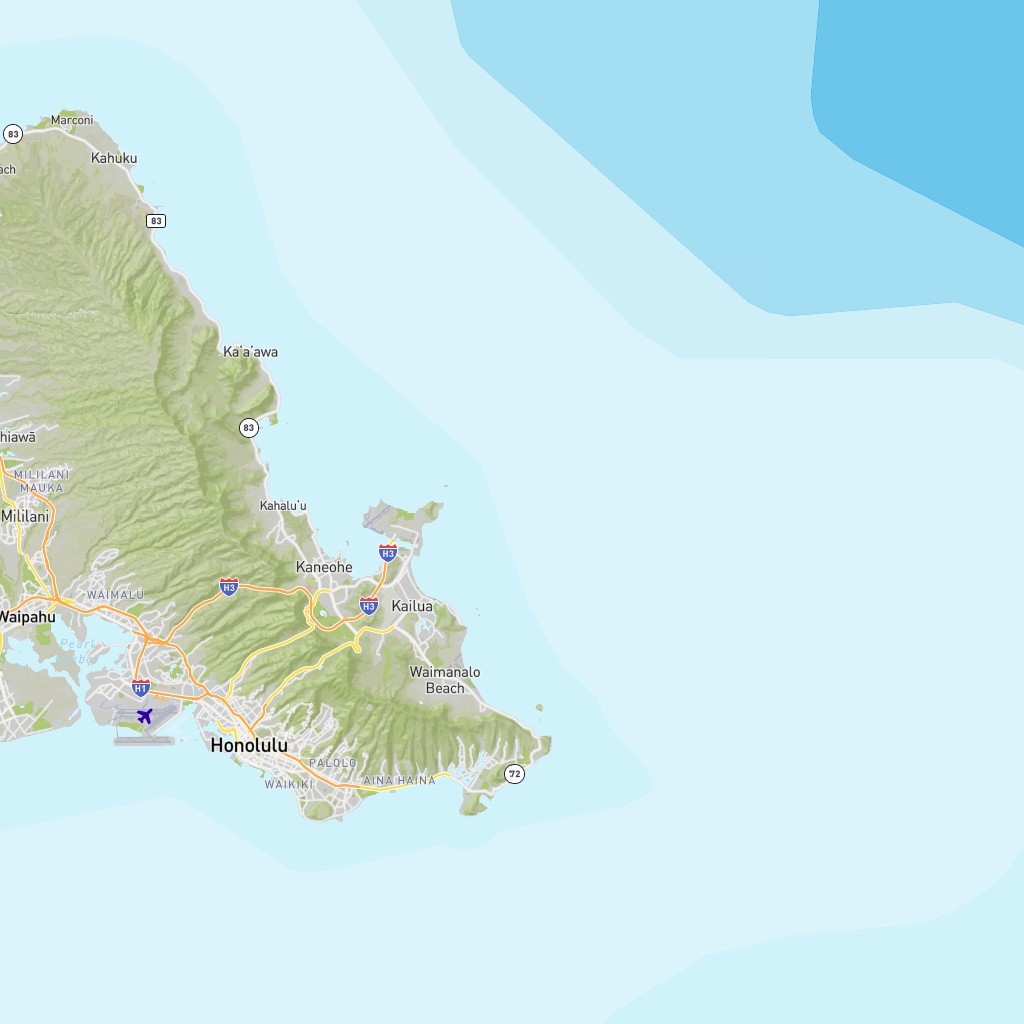 Marconi
83
Kahuku
ach
83
Ka'a'awa
83
hiawā
MILILANI
MAUKA
Kahalu'u
Mililani
H3
Kaneohe
H3
WAIMALU
H3
Kailua
Waipahu
Pearl
Waimanalo
Beach
H1
Honolulu
PALOLO
72
AINA HAINA
WAIKIKI